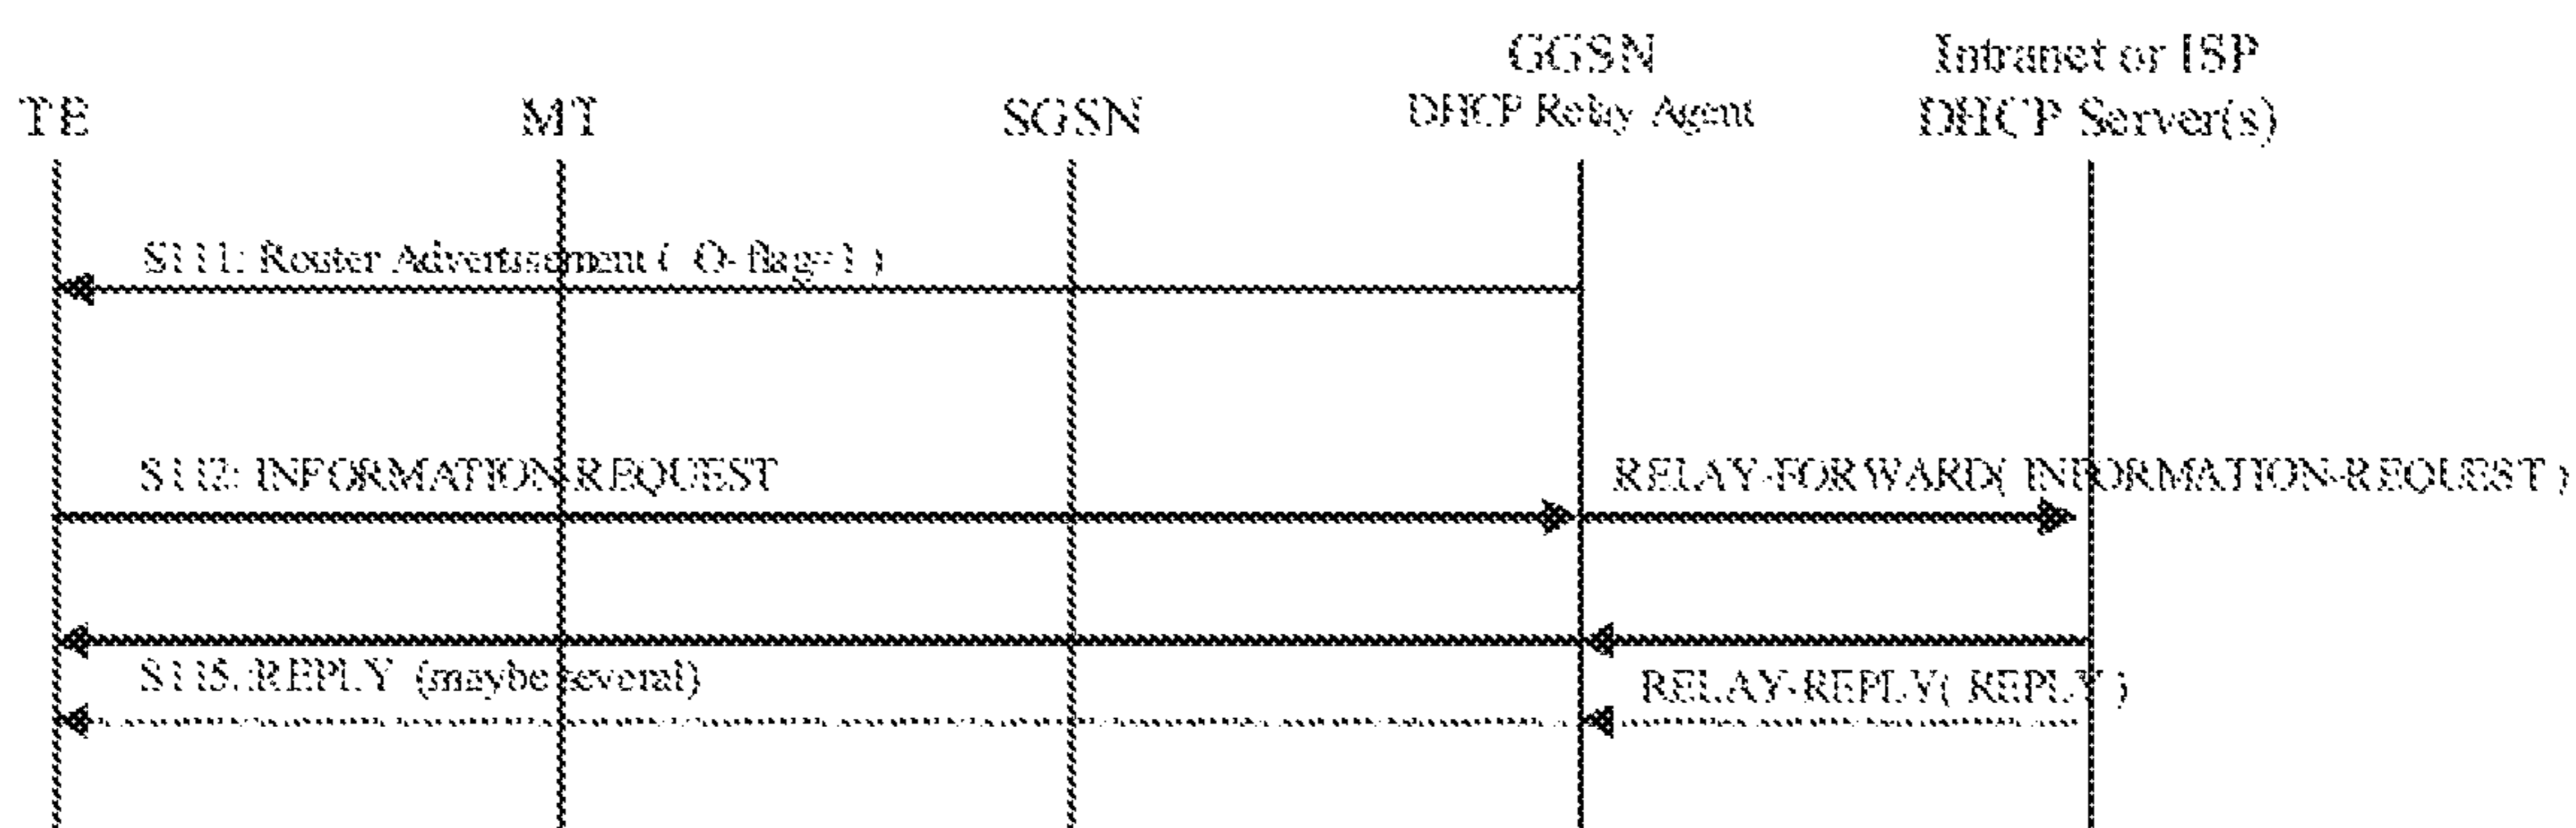 GGSN
Intranet or ISP
TE
MT
SGSN
DHCP Relay Agent
DHCP Server(s)
S111: Router Advertisement ( O-flag=1 )
S112: INFORMATION-REQUEST
RELAY-FORWARD( INFORMATION-REQUEST )
S115: REPLY (maybe several)
RELAY-REPLY( REPLY )